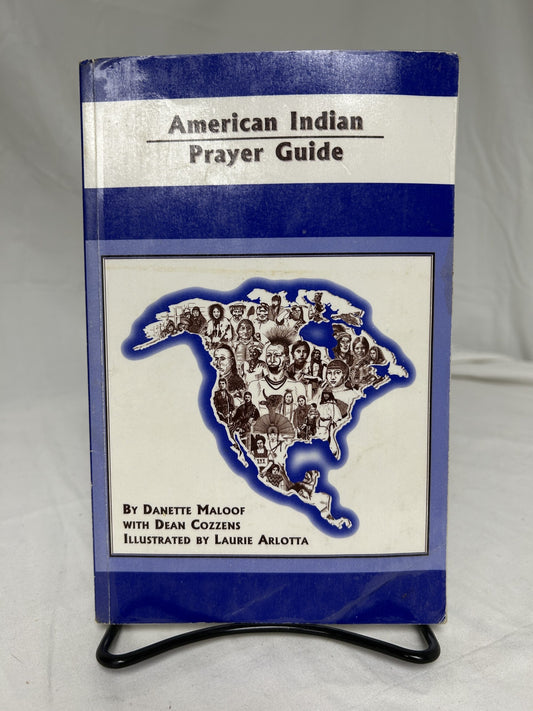 American Indian
Prayer Guide
By Danette Maloof
with Dean Cozzens
Illustrated by Laurie Arlotta